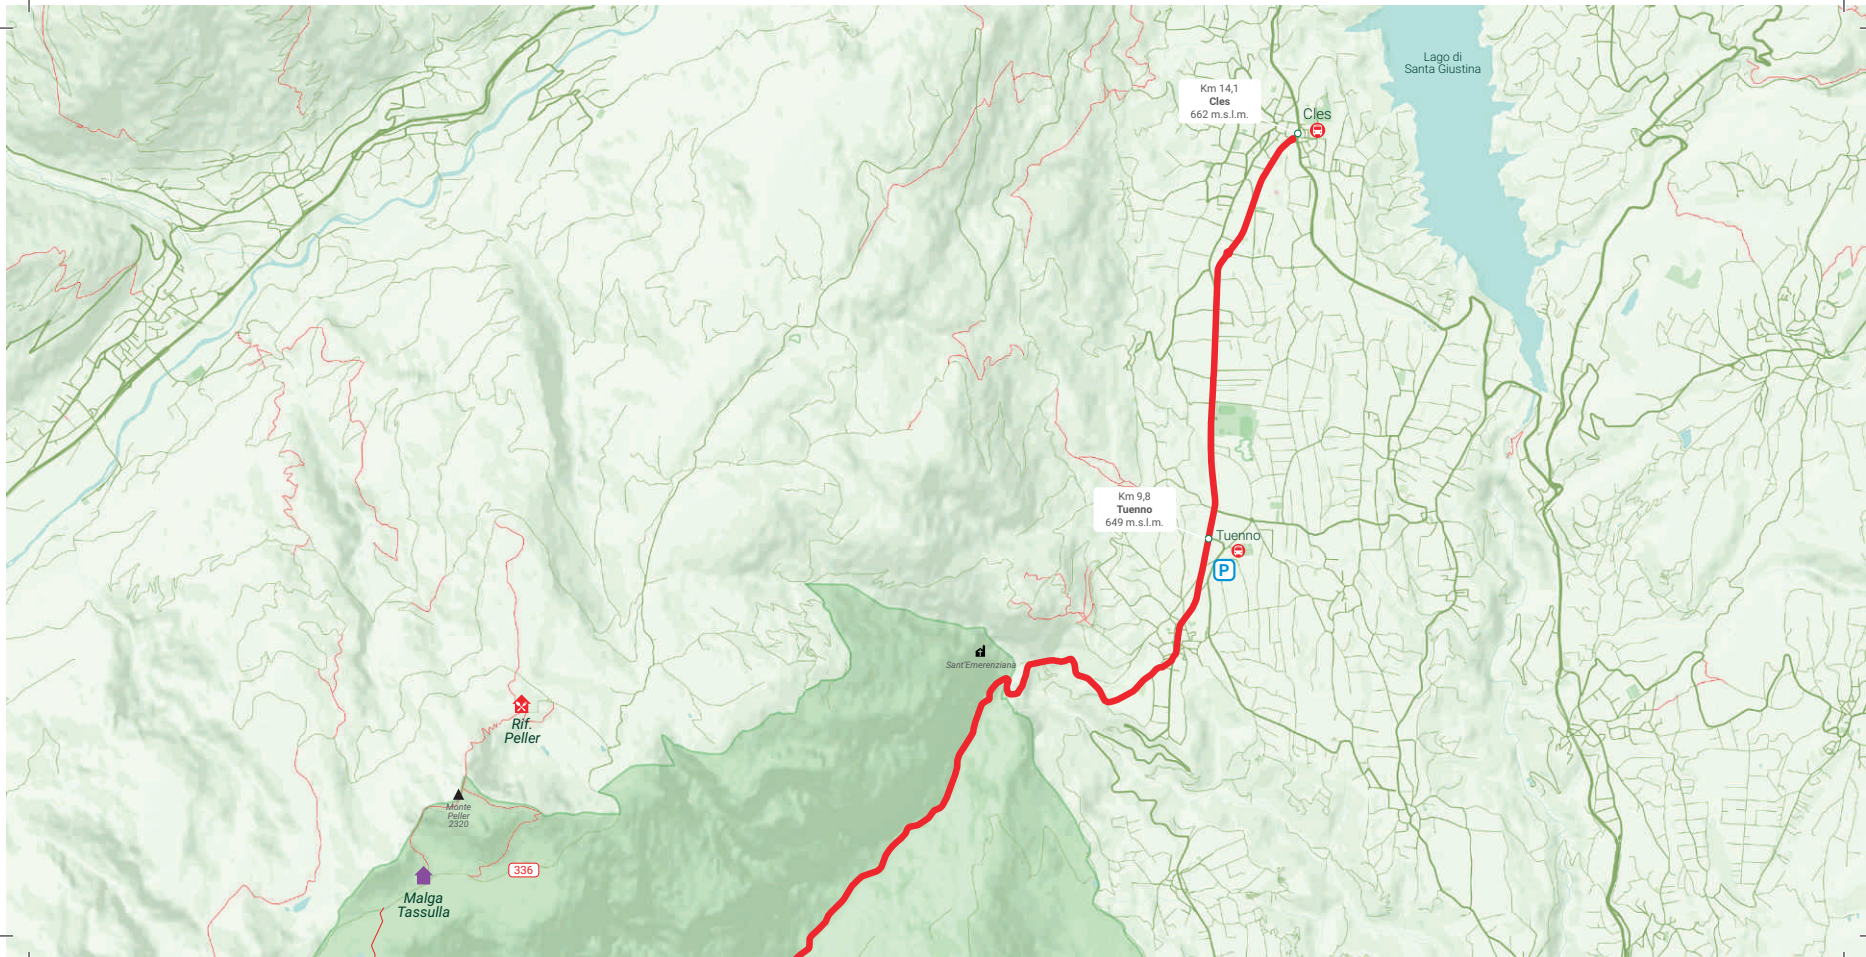 Lago di
Santa Giustina
Km 14,1
Cles
662 m.s.l.m.
Cles
Km 9,8
Tuenno
649 m.s.l.m.
Tuenno
P
Sant'Emerenziana
Rif.
Peller
Monte
Peller
2320
336
Malga
Tassulla